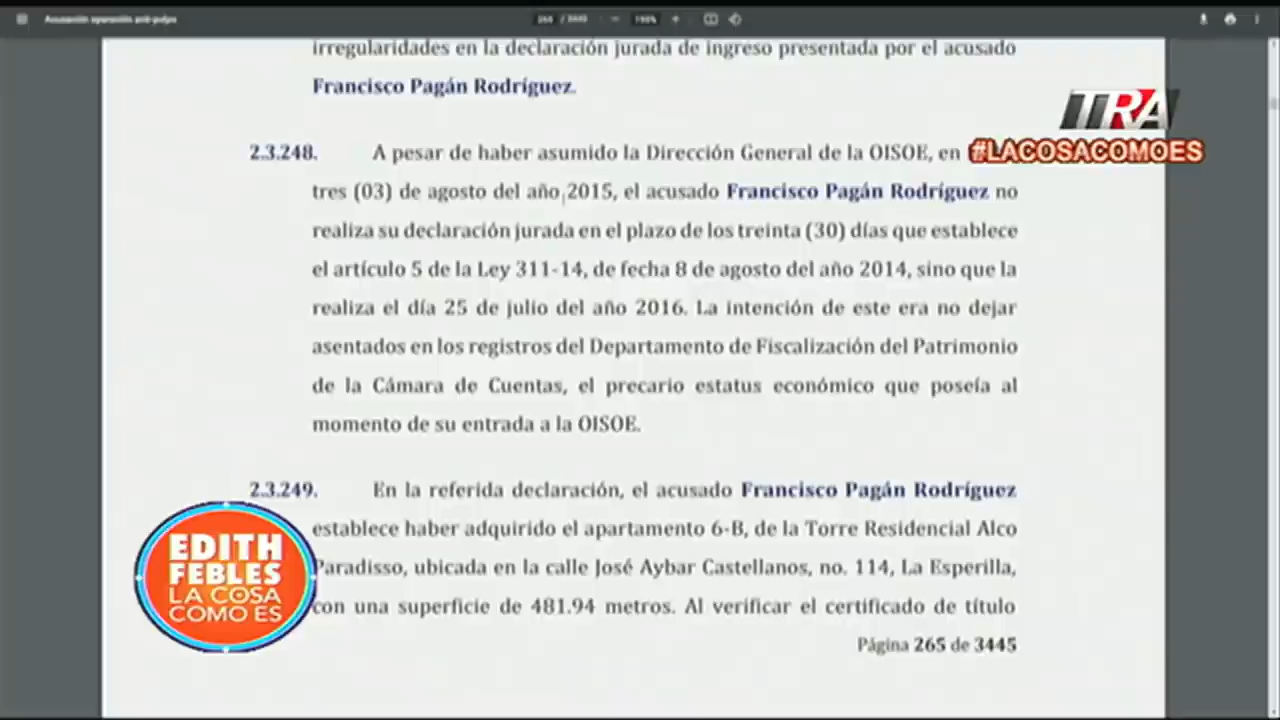 Acusación operación anti-pulpo
264 / 3445
irregularidades en la declaración jurada de ingreso presentada por el acusado
Francisco Pagán Rodríguez.
TRA
#LACOSACOMOES
2.3.248. A pesar de haber asumido la Dirección General de la OISOE, en
tres (03) de agosto del año 2015, el acusado Francisco Pagán Rodríguez no
realiza su declaración jurada en el plazo de los treinta (30) días que establece
el artículo 5 de la Ley 311-14, de fecha 8 de agosto del año 2014, sino que la
realiza el día 25 de julio del año 2016. La intención de este era no dejar
asentados en los registros del Departamento de Fiscalización del Patrimonio
de la Cámara de Cuentas, el precario estatus económico que poseía al
momento de su entrada a la OISOE.
2.3.249. En la referida declaración, el acusado Francisco Pagán Rodríguez
establece haber adquirido el apartamento 6-B, de la Torre Residencial Alco
Paradisso, ubicada en la calle José Aybar Castellanos, no. 114, La Esperilla,
con una superficie de 481.94 metros. Al verificar el certificado de título
Página 265 de 3445
EDITH
FEBLES
LA COSA
COMO ES